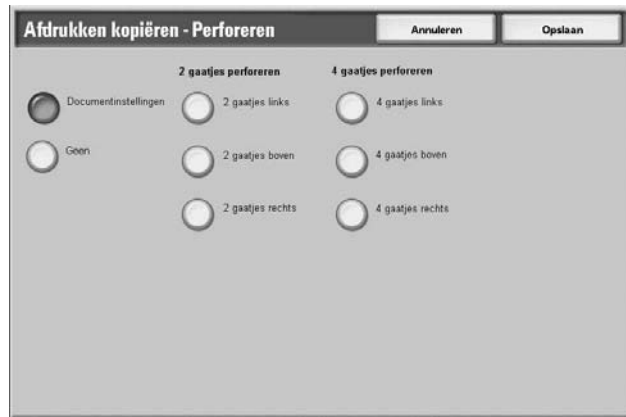 Afdrukken kopiëren - Perforeren
Annuleren
Opslaan
2 gaatjes perforeren
4 gaatjes perforeren
Documentinstellingen
2 gaatjes links
4 gaatjes links
Geen
2 gaatjes boven
4 gaatjes boven
2 gaatjes rechts
4 gaatjes rechts